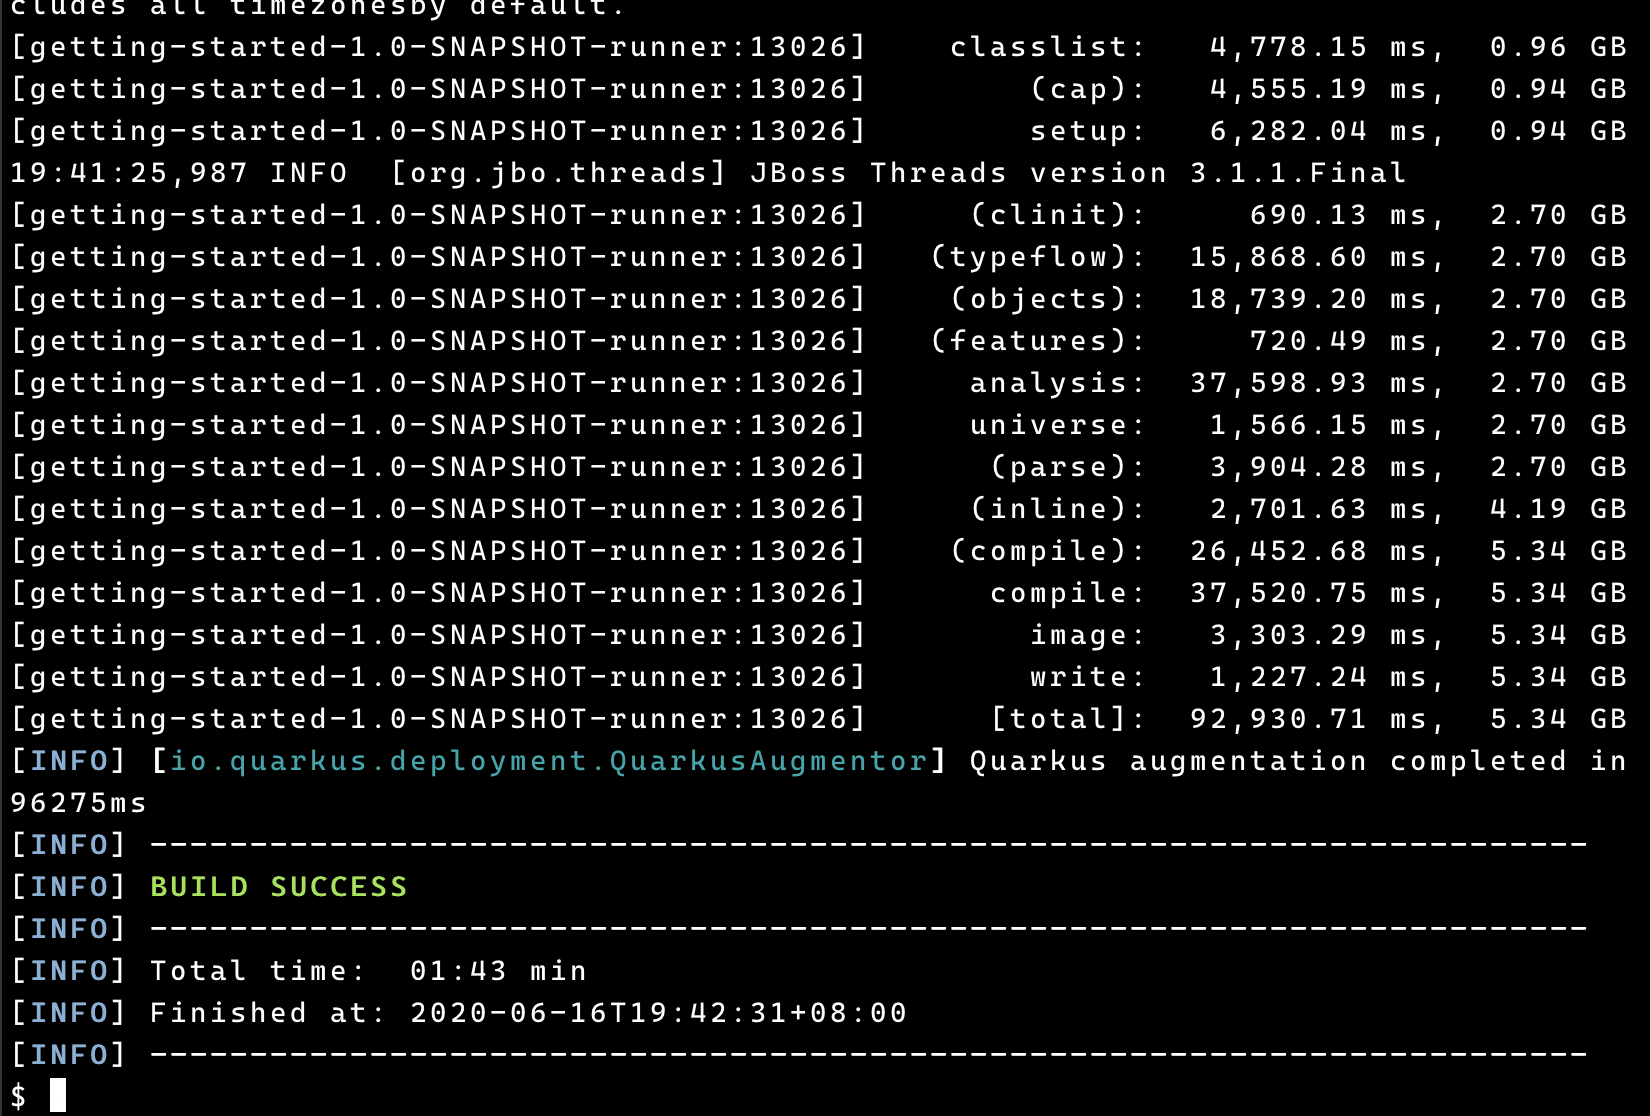 cludes all timezonesby default.
[getting-started-1.0-SNAPSHOT-runner:13026]    classlist:   4,778.15 ms,  0.96 GB
[getting-started-1.0-SNAPSHOT-runner:13026]        (cap):   4,555.19 ms,  0.94 GB
[getting-started-1.0-SNAPSHOT-runner:13026]        setup:   6,282.04 ms,  0.94 GB
19:41:25,987 INFO  [org.jbo.threads] JBoss Threads version 3.1.1.Final
[getting-started-1.0-SNAPSHOT-runner:13026]     (clinit):     690.13 ms,  2.70 GB
[getting-started-1.0-SNAPSHOT-runner:13026]   (typeflow):  15,868.60 ms,  2.70 GB
[getting-started-1.0-SNAPSHOT-runner:13026]    (objects):  18,739.20 ms,  2.70 GB
[getting-started-1.0-SNAPSHOT-runner:13026]   (features):     720.49 ms,  2.70 GB
[getting-started-1.0-SNAPSHOT-runner:13026]     analysis:  37,598.93 ms,  2.70 GB
[getting-started-1.0-SNAPSHOT-runner:13026]     universe:   1,566.15 ms,  2.70 GB
[getting-started-1.0-SNAPSHOT-runner:13026]      (parse):   3,904.28 ms,  2.70 GB
[getting-started-1.0-SNAPSHOT-runner:13026]     (inline):   2,701.63 ms,  4.19 GB
[getting-started-1.0-SNAPSHOT-runner:13026]    (compile):  26,452.68 ms,  5.34 GB
[getting-started-1.0-SNAPSHOT-runner:13026]      compile:  37,520.75 ms,  5.34 GB
[getting-started-1.0-SNAPSHOT-runner:13026]        image:   3,303.29 ms,  5.34 GB
[getting-started-1.0-SNAPSHOT-runner:13026]        write:   1,227.24 ms,  5.34 GB
[getting-started-1.0-SNAPSHOT-runner:13026]      [total]:  92,930.71 ms,  5.34 GB
[INFO] [io.quarkus.deployment.QuarkusAugmentor] Quarkus augmentation completed in
96275ms
[INFO] ------------------------------------------------------------------------
[INFO] BUILD SUCCESS
[INFO] ------------------------------------------------------------------------
[INFO] Total time:  01:43 min
[INFO] Finished at: 2020-06-16T19:42:31+08:00
[INFO] ------------------------------------------------------------------------
$